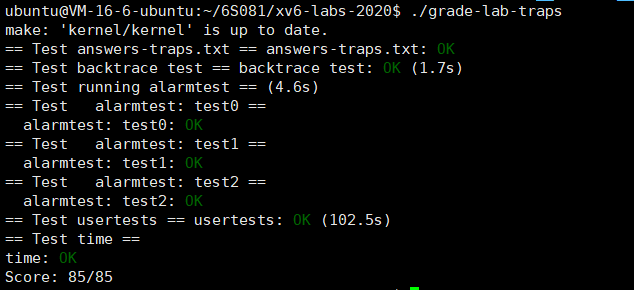 ubuntu@VM-16-6-ubuntu:~/6S081/xv6-labs-2020$ ./grade-lab-traps
make: 'kernel/kernel' is up to date.
== Test answers-traps.txt == answers-traps.txt: OK
== Test backtrace test == backtrace test: OK (1.7s)
== Test running alarmtest == (4.6s)
== Test   alarmtest: test0 ==
  alarmtest: test0: OK
== Test   alarmtest: test1 ==
  alarmtest: test1: OK
== Test   alarmtest: test2 ==
  alarmtest: test2: OK
== Test usertests == usertests: OK (102.5s)
== Test time ==
time: OK
Score: 85/85